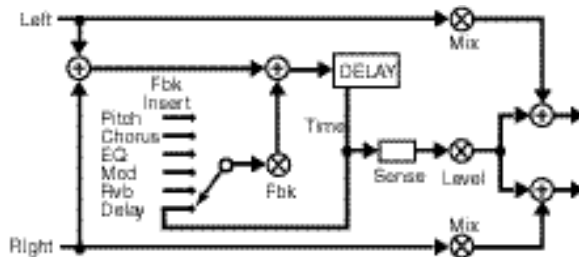 Left
Mix
DELAY
Fbk
Insert
Pitch
Chorus
EQ
Mod
Rvb
Delay
Fbk
Time
Sense
Level
Mix
Right